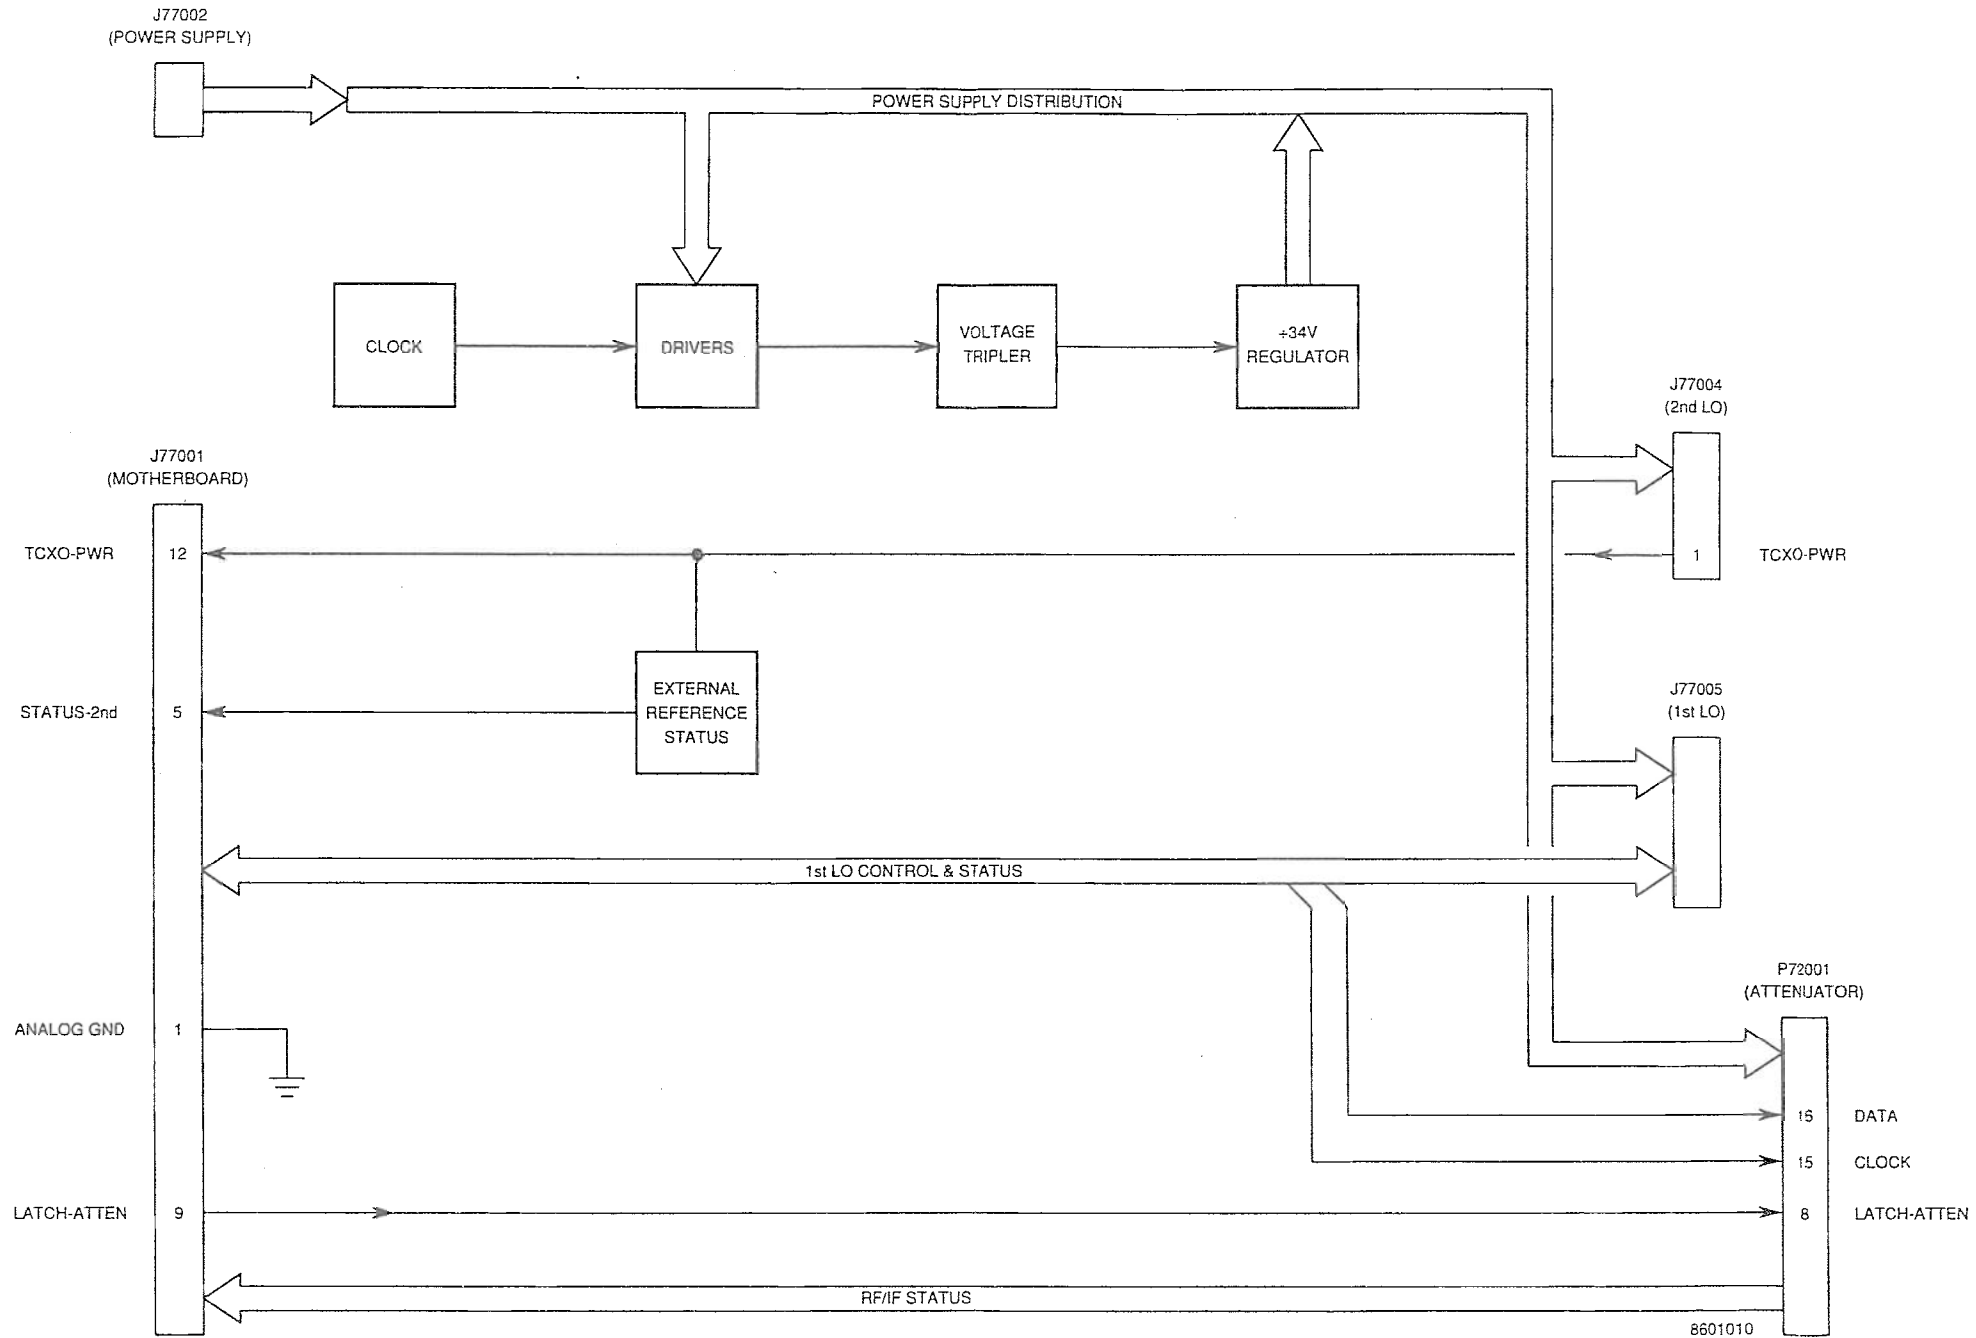 J77002
(POWER SUPPLY)
POWER SUPPLY DISTRIBUTION
CLOCK
DRIVERS
VOLTAGE
TRIPLER
+34V
REGULATOR
J77004
(2nd LO)
J77001
(MOTHERBOARD)
TCXO-PWR
12
1
TCXO-PWR
EXTERNAL
REFERENCE
STATUS
STATUS-2nd
5
J77005
(1st LO)
1st LO CONTROL & STATUS
P72001
(ATTENUATOR)
ANALOG GND
1
16
DATA
15
CLOCK
LATCH-ATTEN
9
8
LATCH-ATTEN
RF/IF STATUS
8601010